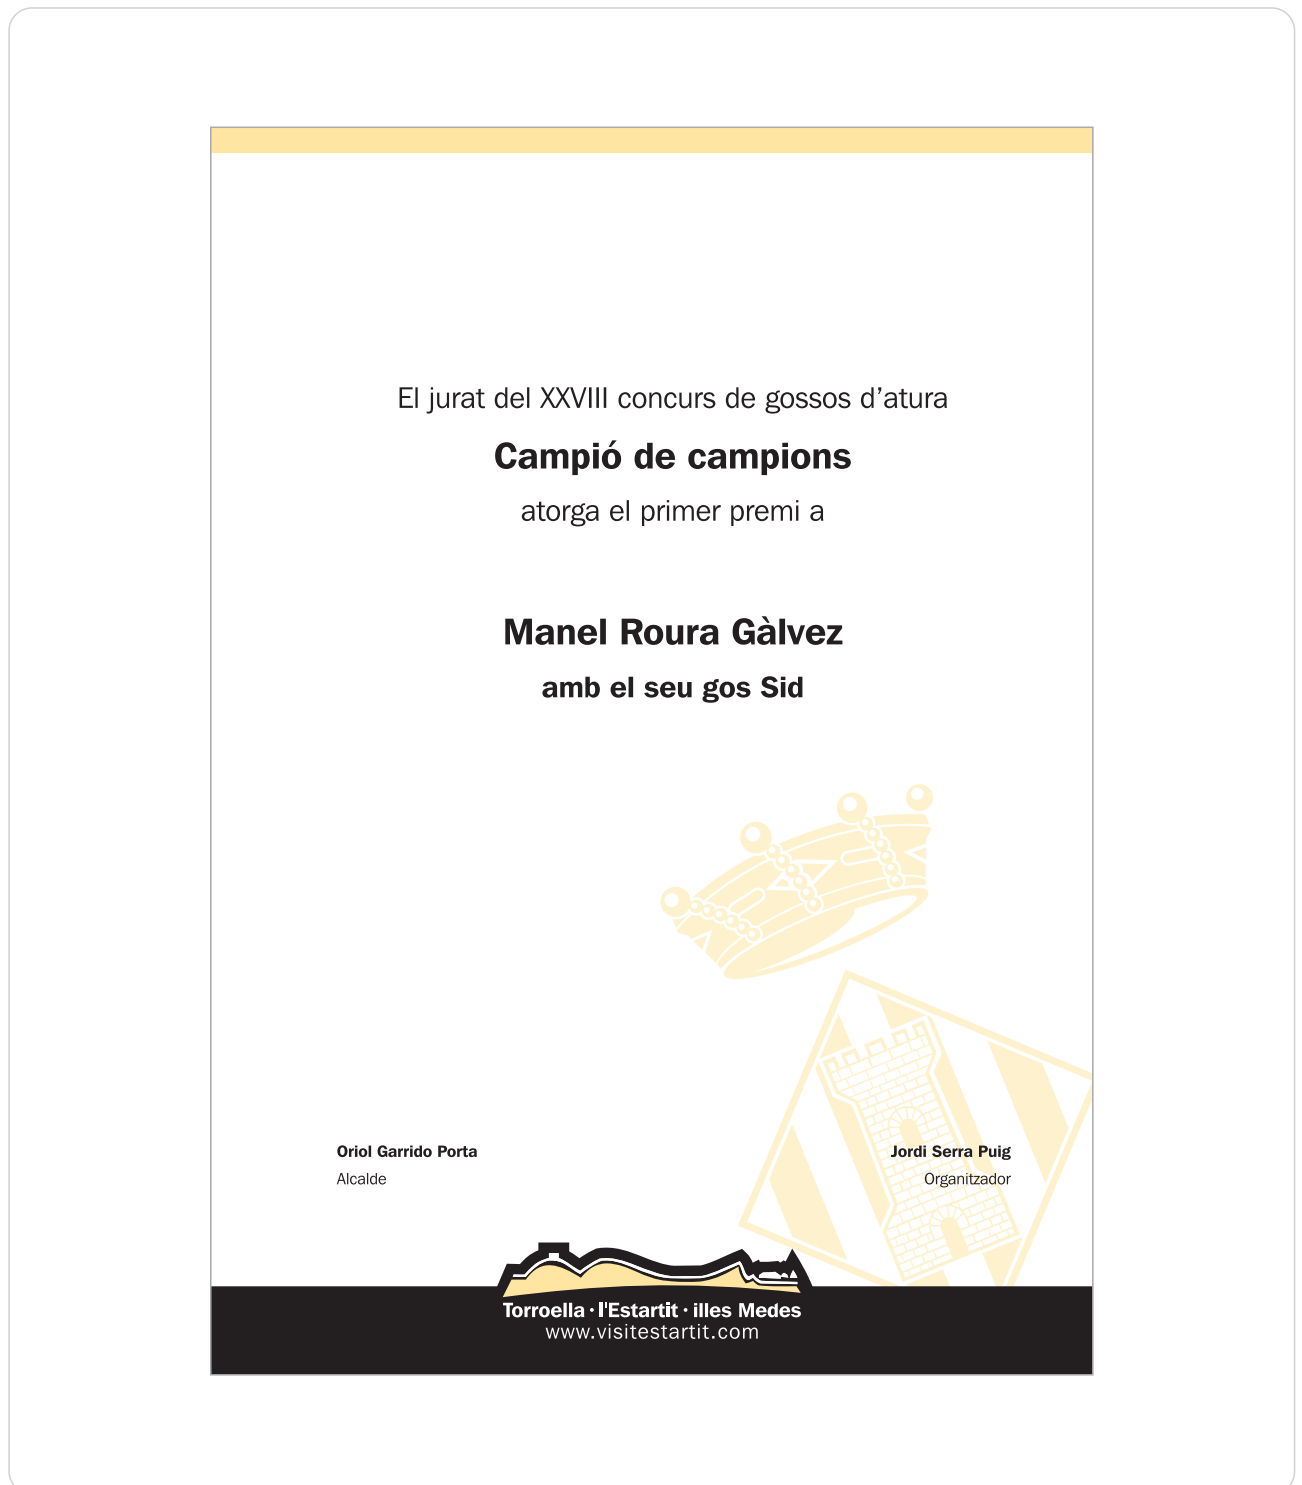 El jurat del XXVIII concurs de gossos d’atura
Campió de campions
atorga el primer premi a
Manel Roura Gàlvez
amb el seu gos Sid
Oriol Garrido Porta
Alcalde
Jordi Serra Puig
Organitzador
Torroella · l'Estartit · illes Medes
www.visitestartit.com